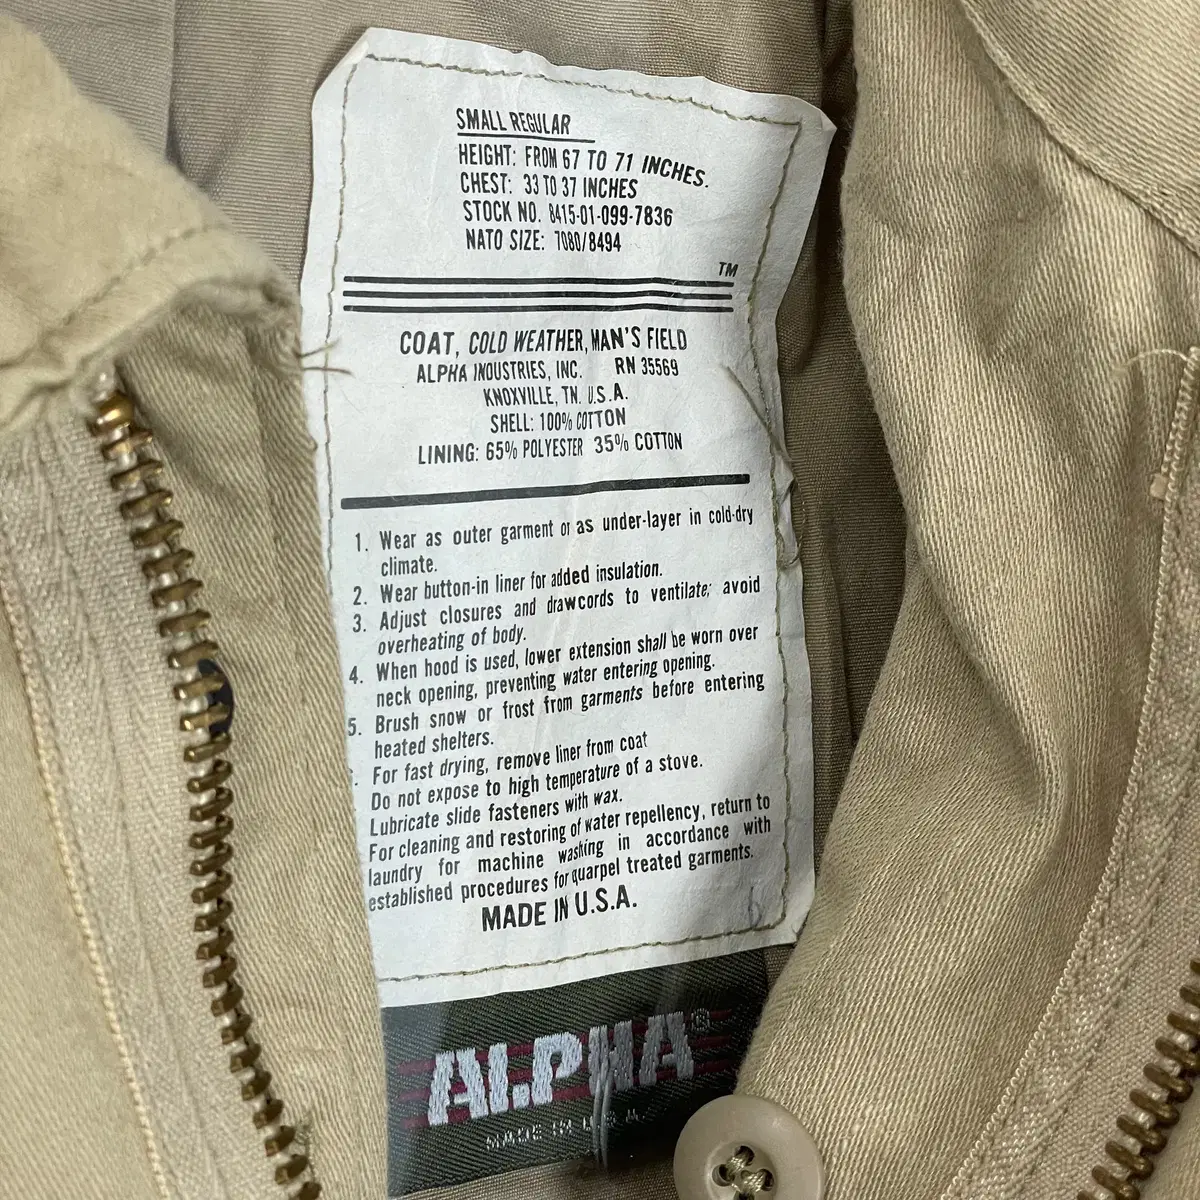 SMALL REGULAR
HEIGHT: FROM 67 TO 71 INCHES.
CHEST: 33 TO 37 INCHES
STOCK NO. 8415-01-099-7836
NATO SIZE: 7080/8494
TM
COAT, COLD WEATHER, MAN'S FIELD
ALPHA INDUSTRIES, INC. RN 35569
KNOXVILLE, TN. U.S.A.
SHELL: 100% COTTON
LINING: 65% POLYESTER 35% COTTON
1. Wear as outer garment or as under-layer in cold-dry
climate.
2. Wear button-in liner for added insulation.
3. Adjust closures and drawcords to ventilate; avoid
overheating of body.
4. When hood is used, lower extension shall be worn over
neck opening, preventing water entering opening.
5. Brush snow or frost from garments before entering
heated shelters.
. For fast drying, remove liner from coat
Do not expose to high temperature of a stove.
Lubricate slide fasteners with wax.
For cleaning and restoring of water repellency, return to
laundry for machine washing in accordance with
established procedures for quarpel treated garments.
MADE IN U.S.A.
ALPHA®
MADE IN U.S.A.